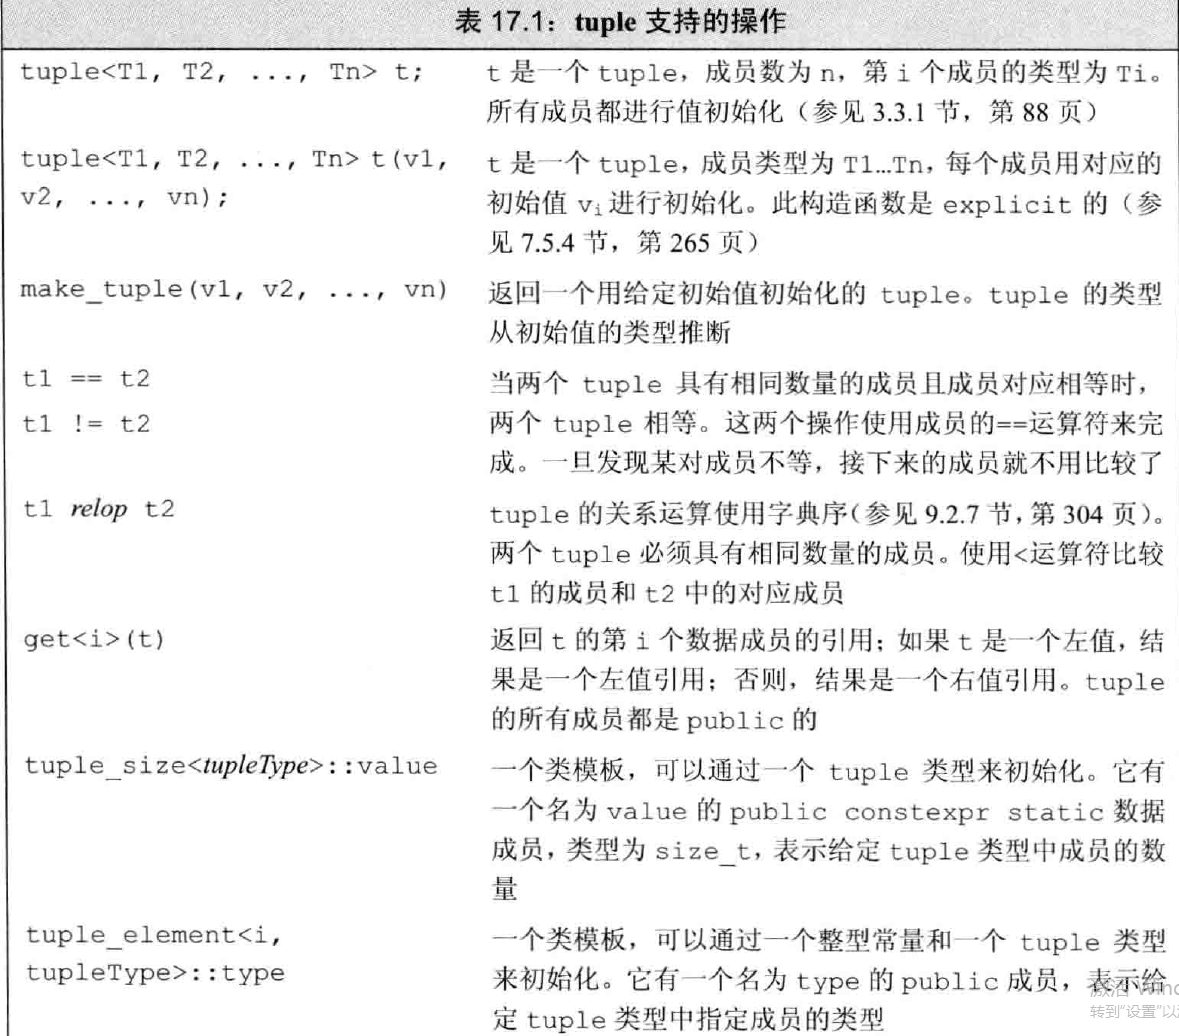 表 17.1：tuple 支持的操作
tuple<T1, T2, ..., Tn> t;
t 是一个 tuple，成员数为 n，第 i 个成员的类型为 Ti。
所有成员都进行值初始化（参见 3.3.1 节，第 88 页）
tuple<T1, T2, ..., Tn> t(v1,
v2, ..., vn);
t 是一个 tuple，成员类型为 T1…Tn，每个成员用对应的
初始值 vi 进行初始化。此构造函数是 explicit 的（参
见 7.5.4 节，第 265 页）
make_tuple(v1, v2, ..., vn)
返回一个用给定初始值初始化的 tuple。tuple 的类型
从初始值的类型推断
t1 == t2
t1 != t2
当两个 tuple 具有相同数量的成员且成员对应相等时，
两个 tuple 相等。这两个操作使用成员的==运算符来完
成。一旦发现某对成员不等，接下来的成员就不用比较了
t1 relop t2
tuple 的关系运算使用字典序（参见 9.2.7 节，第 304 页）。
两个 tuple 必须具有相同数量的成员。使用<运算符比较
t1 的成员和 t2 中的对应成员
get<i>(t)
返回 t 的第 i 个数据成员的引用；如果 t 是一个左值，结
果是一个左值引用；否则，结果是一个右值引用。tuple
的所有成员都是 public 的
tuple_size<tupleType>::value
一个类模板，可以通过一个 tuple 类型来初始化。它有
一个名为 value 的 public constexpr static 数据
成员，类型为 size_t，表示给定 tuple 类型中成员的数
量
tuple_element<i,
tupleType>::type
一个类模板，可以通过一个整型常量和一个 tuple 类型
来初始化。它有一个名为 type 的 public 成员，表示给
定 tuple 类型中指定成员的类型
激活 Wind
转到"设置"以